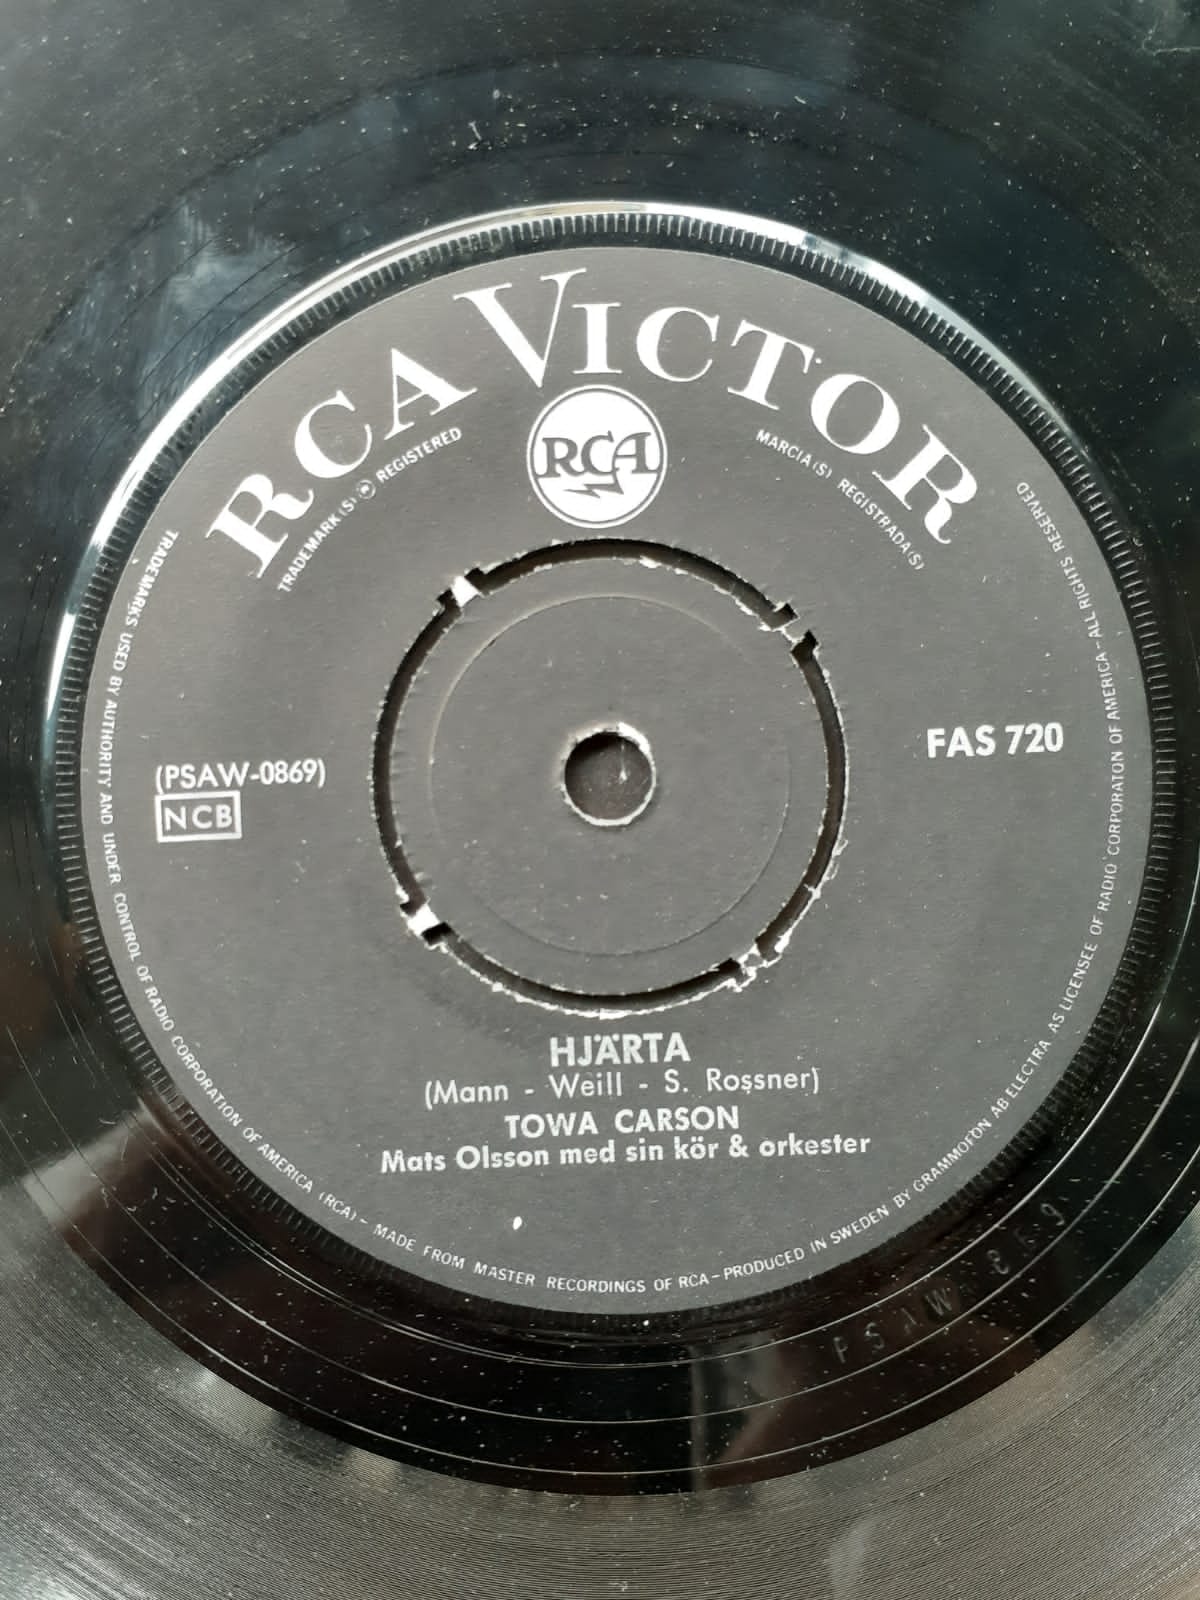 RCA VICTOR
TRADEMARK(S) ® REGISTERED
RCA
MARCIA(S) REGISTRADA(S)
FAS 720
(PSAW-0869)
NCB
HJÄRTA
(Mann - Weill - S. Rossner)
TOWA CARSON
Mats Olsson med sin kör & orkester
TRADEMARKS USED BY AUTHORITY AND UNDER CONTROL OF RADIO CORPORATION OF AMERICA (RCA) - MADE FROM MASTER RECORDINGS OF RCA - PRODUCED IN SWEDEN BY GRAMMOFON AB ELECTRA AS LICENSEE OF RADIO CORPORATON OF AMERICA - ALL RIGHTS RESERVED
PSAW 869